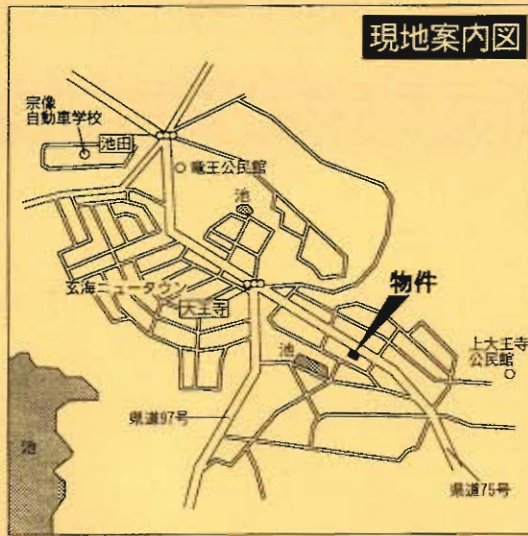 現地案内図
宗像
自動車学校
池田
竜王公民館
池
玄海ニュータウン
大王寺
物件
池
上大王寺
公民館
県道97号
池
県道75号